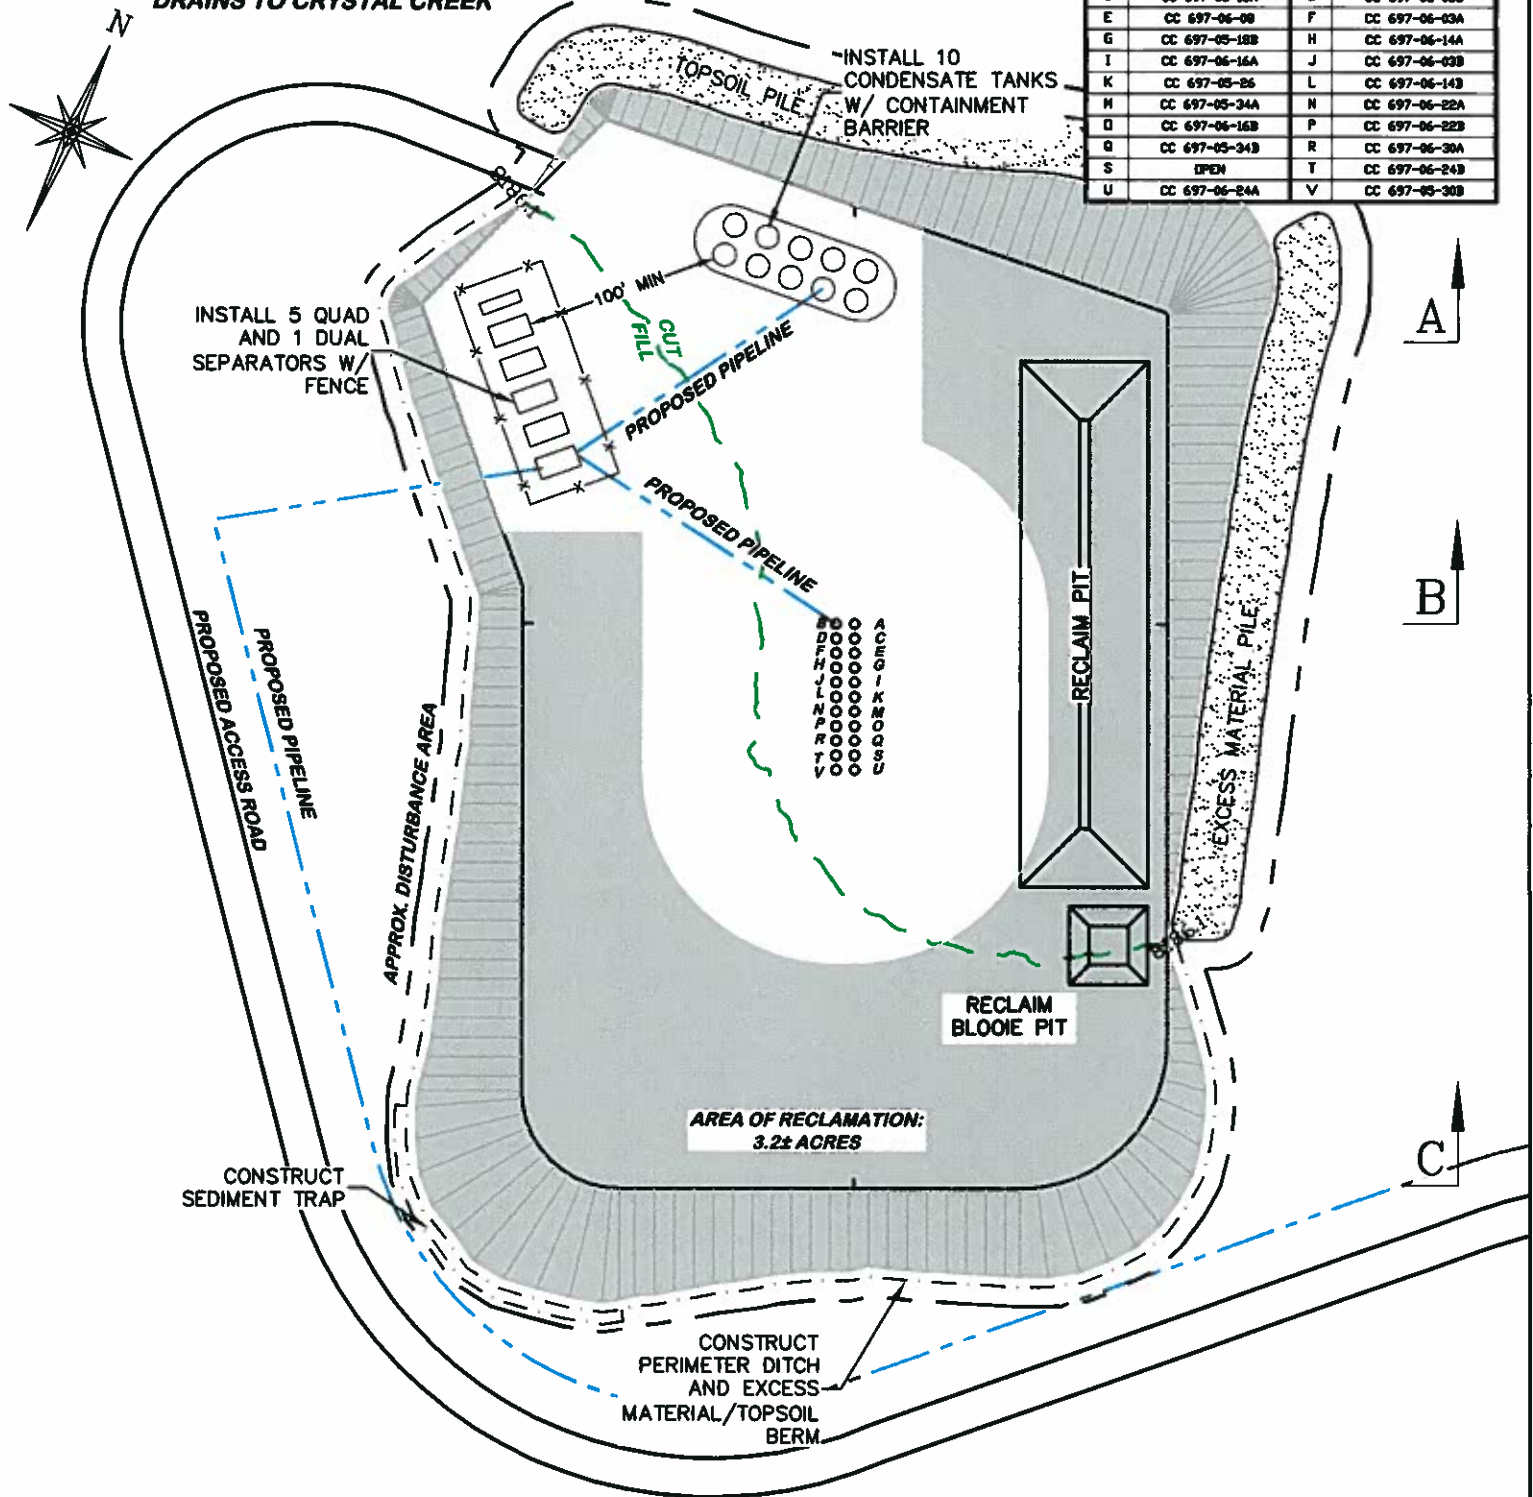 DRAINS TO CRYSTAL CREEK
N
E CC 697-06-08 F CC 697-06-03A
G CC 697-05-18B H CC 697-06-14A
I CC 697-06-16A J CC 697-06-03B
K CC 697-05-26 L CC 697-06-14B
M CC 697-05-34A N CC 697-06-22A
O CC 697-06-16B P CC 697-06-22B
Q CC 697-05-34B R CC 697-06-30A
S OPEN T CC 697-06-24B
U CC 697-06-24A V CC 697-05-30B
INSTALL 10
CONDENSATE TANKS
W/ CONTAINMENT
BARRIER
TOPSOIL PILE
INSTALL 5 QUAD
AND 1 DUAL
SEPARATORS W/
FENCE
100' MIN
CUT
FILL
PROPOSED PIPELINE
PROPOSED PIPELINE
A
B
C
B A
D C
F E
H G
J I
L K
N M
P O
R Q
T S
V U
RECLAIM PIT
EXCESS MATERIAL PILE
PROPOSED ACCESS ROAD
PROPOSED PIPELINE
APPROX. DISTURBANCE AREA
RECLAIM
BLOOIE PIT
AREA OF RECLAMATION:
3.2± ACRES
CONSTRUCT
SEDIMENT TRAP
CONSTRUCT
PERIMETER DITCH
AND EXCESS
MATERIAL/TOPSOIL
BERM